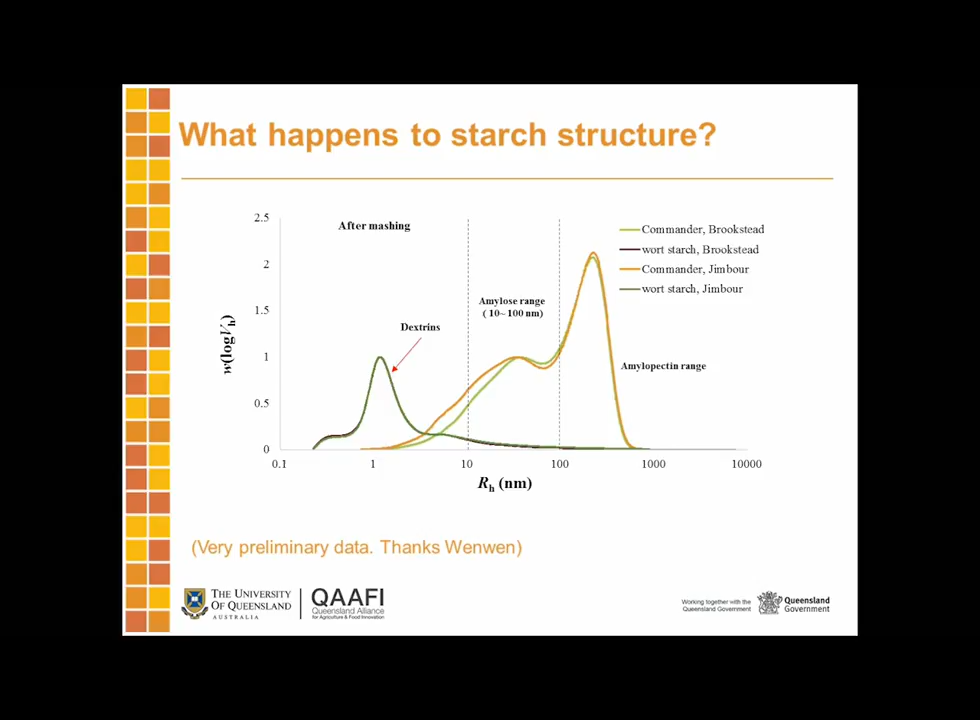 What happens to starch structure?
After mashing
Commander, Brookstead
wort starch, Brookstead
Commander, Jimbour
wort starch, Jimbour
Amylose range
( 10~ 100 nm)
Dextrins
Amylopectin range
w(logVh)
2.5
2
1.5
1
0.5
0
0.1
1
10
100
1000
10000
Rh (nm)
(Very preliminary data. Thanks Wenwen)
THE UNIVERSITY
OF QUEENSLAND
AUSTRALIA
QAAFI
Queensland Alliance
for Agriculture & Food Innovation
Working together with the
Queensland Government
Queensland
Government